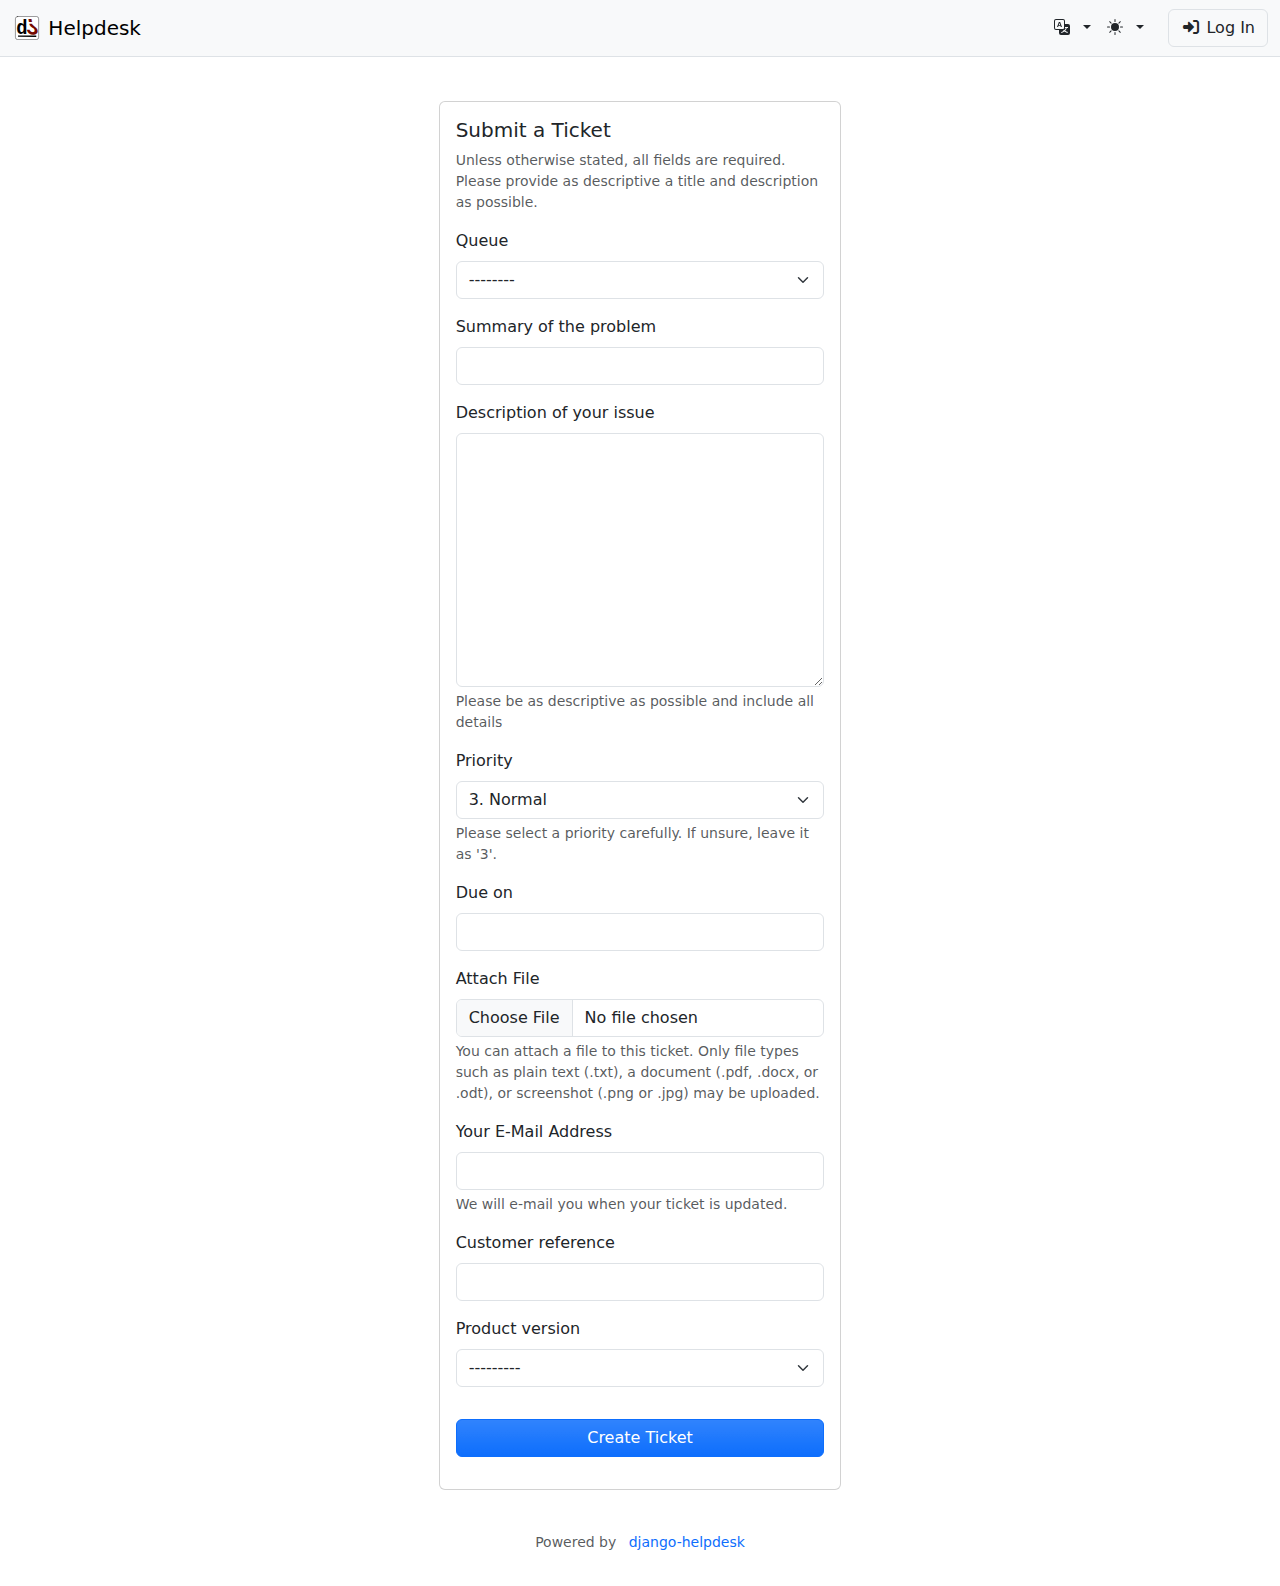 Helpdesk
Log In
Submit a Ticket
Unless otherwise stated, all fields are required.
Please provide as descriptive a title and description
as possible.
Queue
--------
Summary of the problem
Description of your issue
Please be as descriptive as possible and include all
details
Priority
3. Normal
Please select a priority carefully. If unsure, leave it
as '3'.
Due on
Attach File
Choose File No file chosen
You can attach a file to this ticket. Only file types
such as plain text (.txt), a document (.pdf, .docx, or
.odt), or screenshot (.png or .jpg) may be uploaded.
Your E-Mail Address
We will e-mail you when your ticket is updated.
Customer reference
Product version
---------
Create Ticket
Powered by django-helpdesk